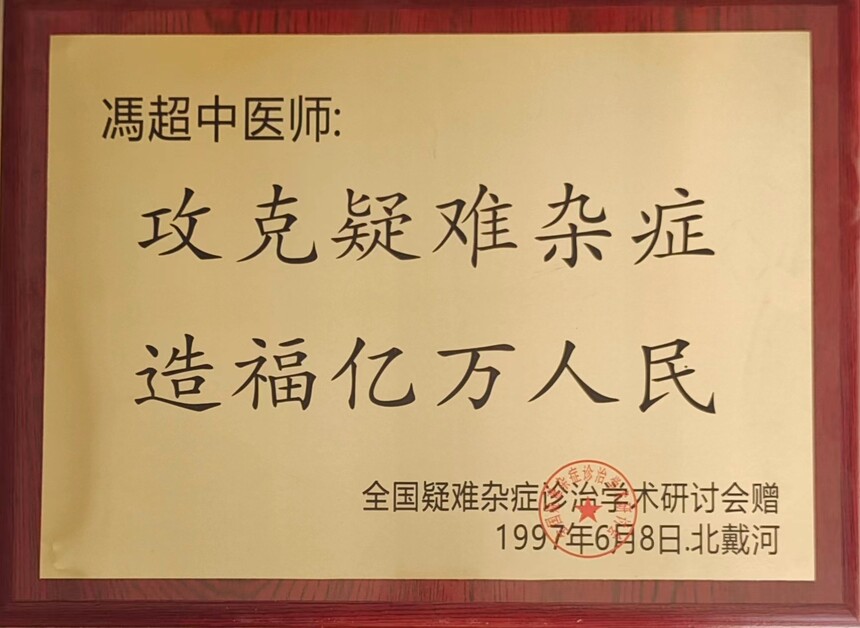 馮超中医师:
攻克疑难杂症
造福亿万人民
全国疑难杂症诊治学术研讨会赠
1997年6月8日.北戴河